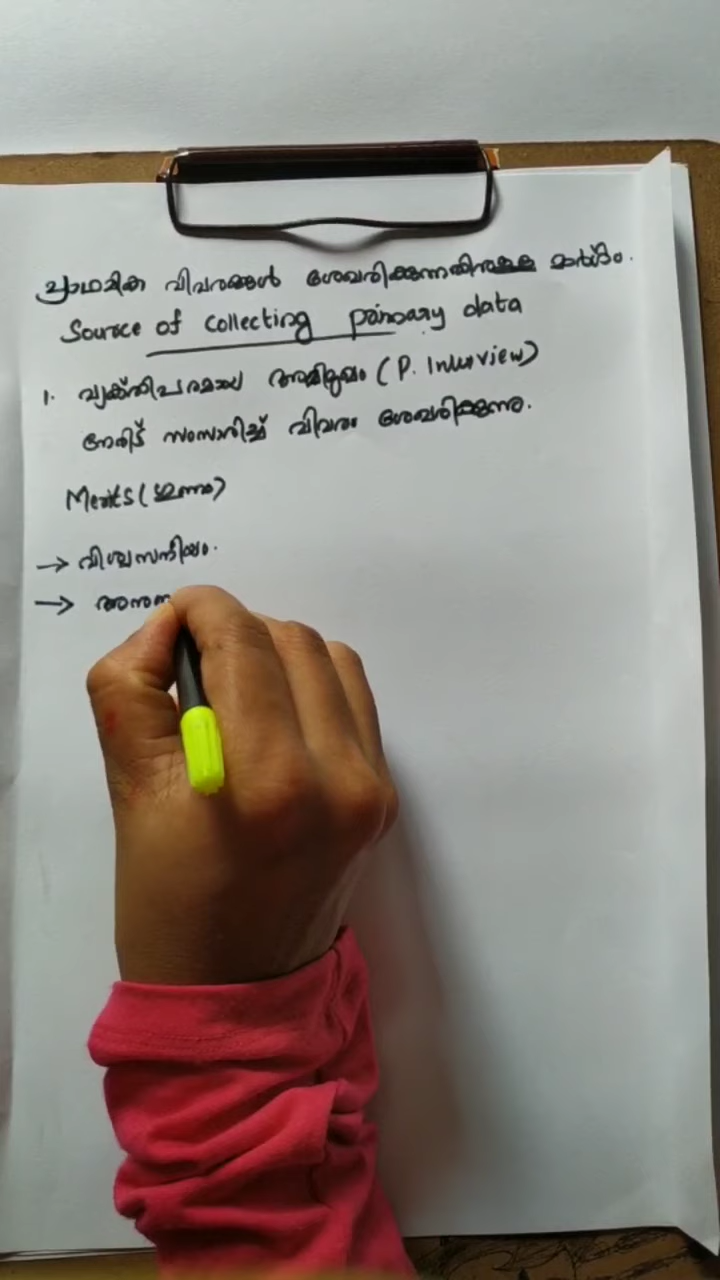 പ്രാഥമിക വിവരങ്ങൾ ശേഖരിക്കുന്നതിനുള്ള മാർഗ്ഗം.
Source of collecting primary data
1. വ്യക്തിപരമായ അഭിമുഖം (P. Interview)
നേരിട്ട് സംസാരിച്ച് വിവരം ശേഖരിക്കുന്നു.
Merits (ഗുണം)
→ വിശ്വസനീയം.
→